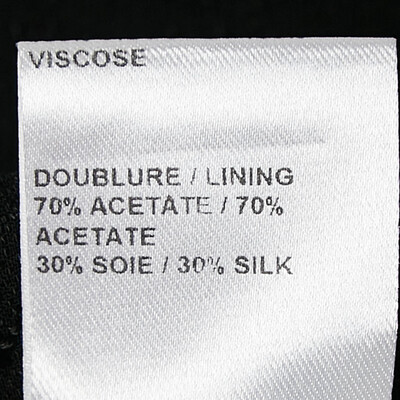 VISCOSE
DOUBLURE / LINING
70% ACETATE / 70%
ACETATE
30% SOIE / 30% SILK